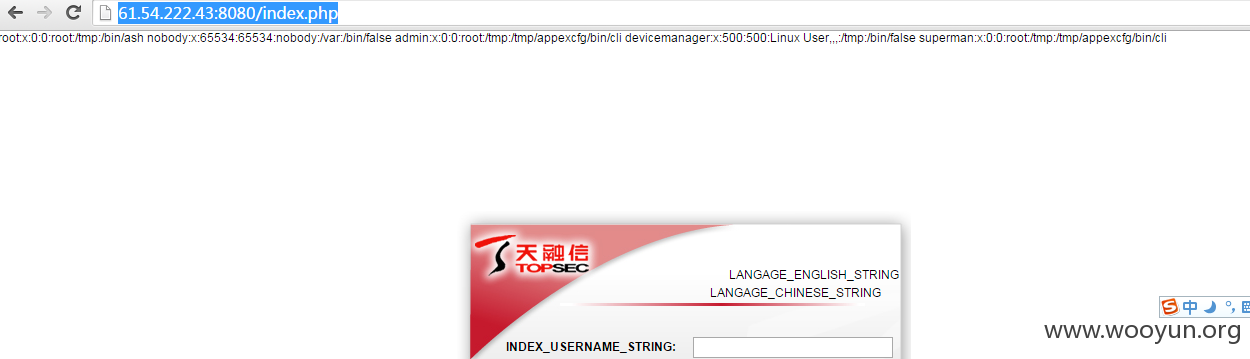 61.54.222.43:8080/index.php
root:x:0:0:root:/tmp:/bin/ash nobody:x:65534:65534:nobody:/var:/bin/false admin:x:0:0:root:/tmp:/tmp/appexcfg/bin/cli devicemanager:x:500:500:Linux User,,,:/tmp:/bin/false superman:x:0:0:root:/tmp:/tmp/appexcfg/bin/cli
天融信
TOPSEC
LANGAGE_ENGLISH_STRING
LANGAGE_CHINESE_STRING
中
www.wooyun.org
INDEX_USERNAME_STRING: